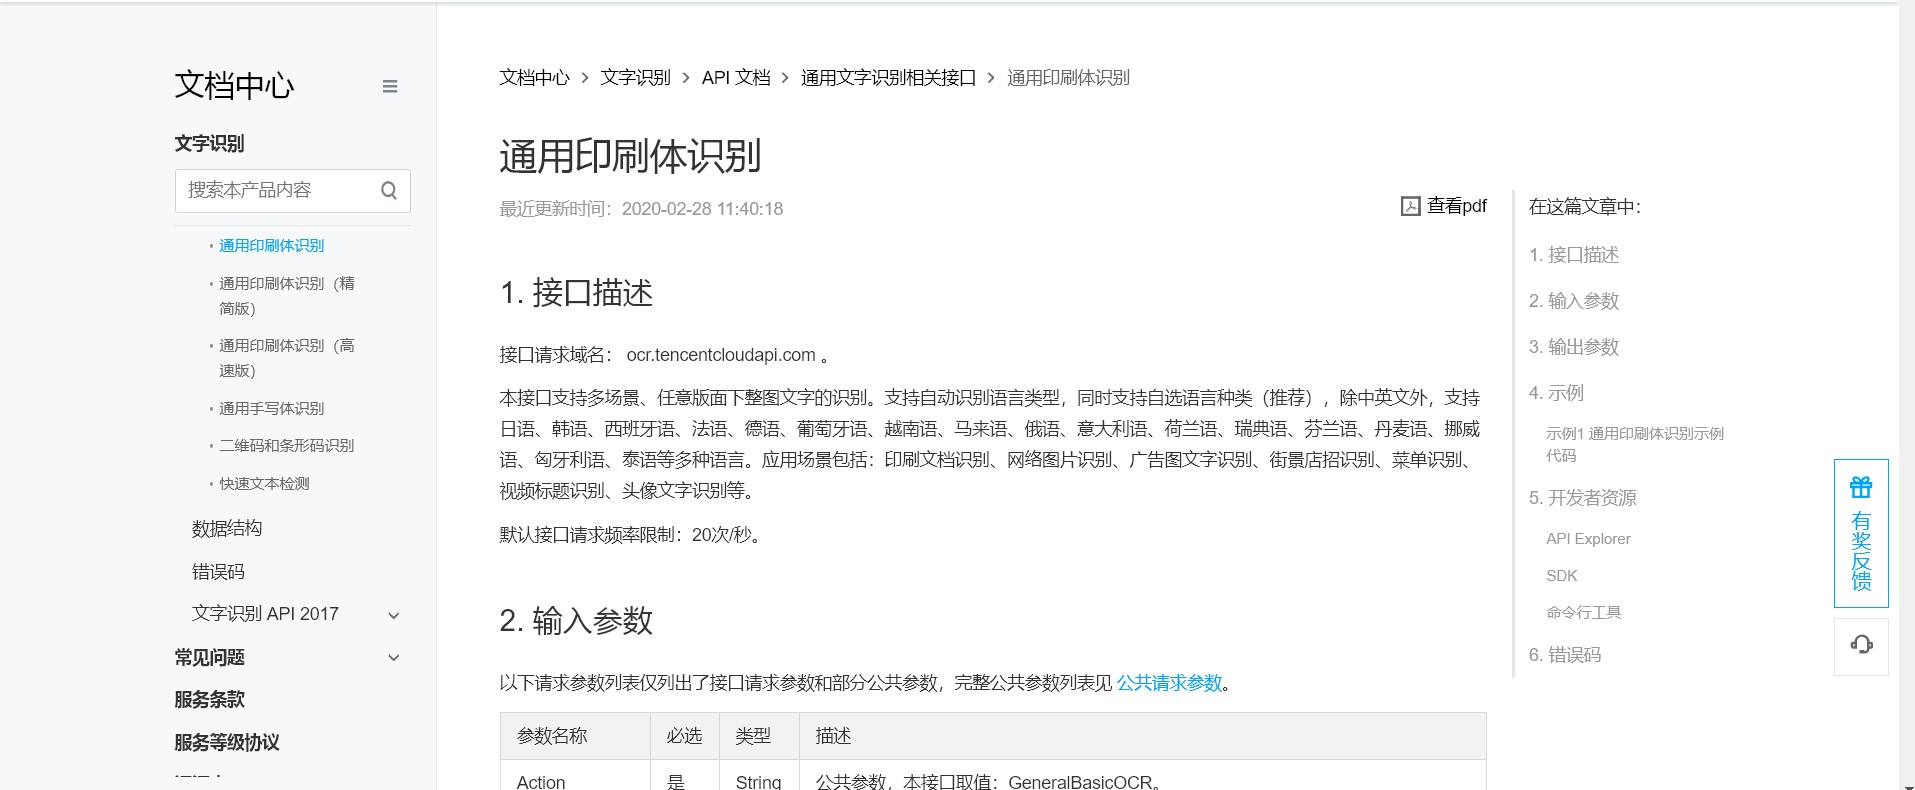 文档中心
文字识别
搜索本产品内容
· 通用印刷体识别
· 通用印刷体识别（精
简版）
· 通用印刷体识别（高
速版）
· 通用手写体识别
· 二维码和条形码识别
· 快速文本检测
数据结构
错误码
文字识别 API 2017
常见问题
服务条款
服务等级协议
文档中心 > 文字识别 > API 文档 > 通用文字识别相关接口 > 通用印刷体识别
通用印刷体识别
最近更新时间：2020-02-28 11:40:18
查看pdf
1. 接口描述
接口请求域名： ocr.tencentcloudapi.com 。
本接口支持多场景、任意版面下整图文字的识别。支持自动识别语言类型，同时支持自选语言种类（推荐），除中英文外，支持
日语、韩语、西班牙语、法语、德语、葡萄牙语、越南语、马来语、俄语、意大利语、荷兰语、瑞典语、芬兰语、丹麦语、挪威
语、匈牙利语、泰语等多种语言。应用场景包括：印刷文档识别、网络图片识别、广告图文字识别、街景店招识别、菜单识别、
视频标题识别、头像文字识别等。
默认接口请求频率限制：20次/秒。
2. 输入参数
以下请求参数列表仅列出了接口请求参数和部分公共参数，完整公共参数列表见 公共请求参数。
参数名称 必选 类型 描述
Action 是 String 公共参数，本接口取值：GeneralBasicOCR。
在这篇文章中：
1. 接口描述
2. 输入参数
3. 输出参数
4. 示例
示例1 通用印刷体识别示例
代码
5. 开发者资源
API Explorer
SDK
命令行工具
6. 错误码
有奖反馈